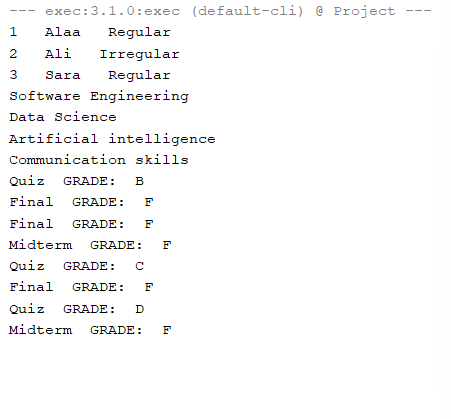 --- exec:3.1.0:exec (default-cli) @ Project ---
1   Alaa   Regular
2   Ali   Irregular
3   Sara   Regular
Software Engineering
Data Science
Artificial intelligence
Communication skills
Quiz  GRADE:  B
Final  GRADE:  F
Final  GRADE:  F
Midterm  GRADE:  F
Quiz  GRADE:  C
Final  GRADE:  F
Quiz  GRADE:  D
Midterm  GRADE:  F